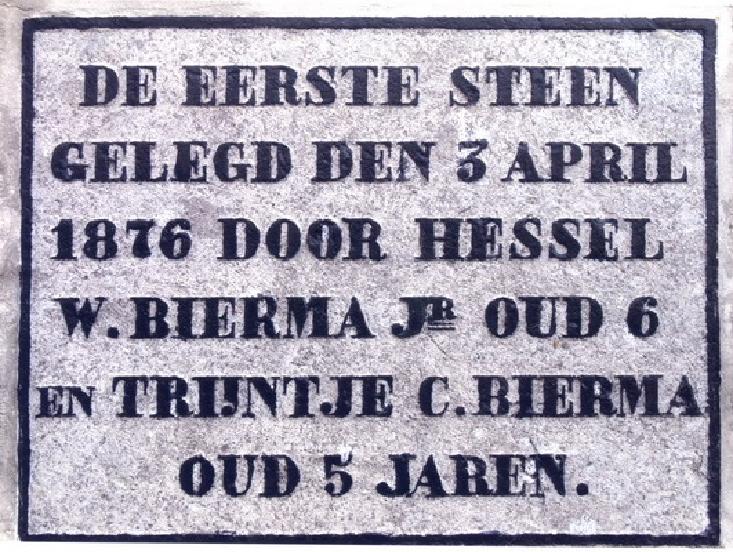 DE EERSTE STEEN
GELEGD DEN 3 APRIL
1876 DOOR HESSEL
W. BIERMA JR OUD 6
EN TRIJNTJE C. BIERMA
OUD 5 JAREN.